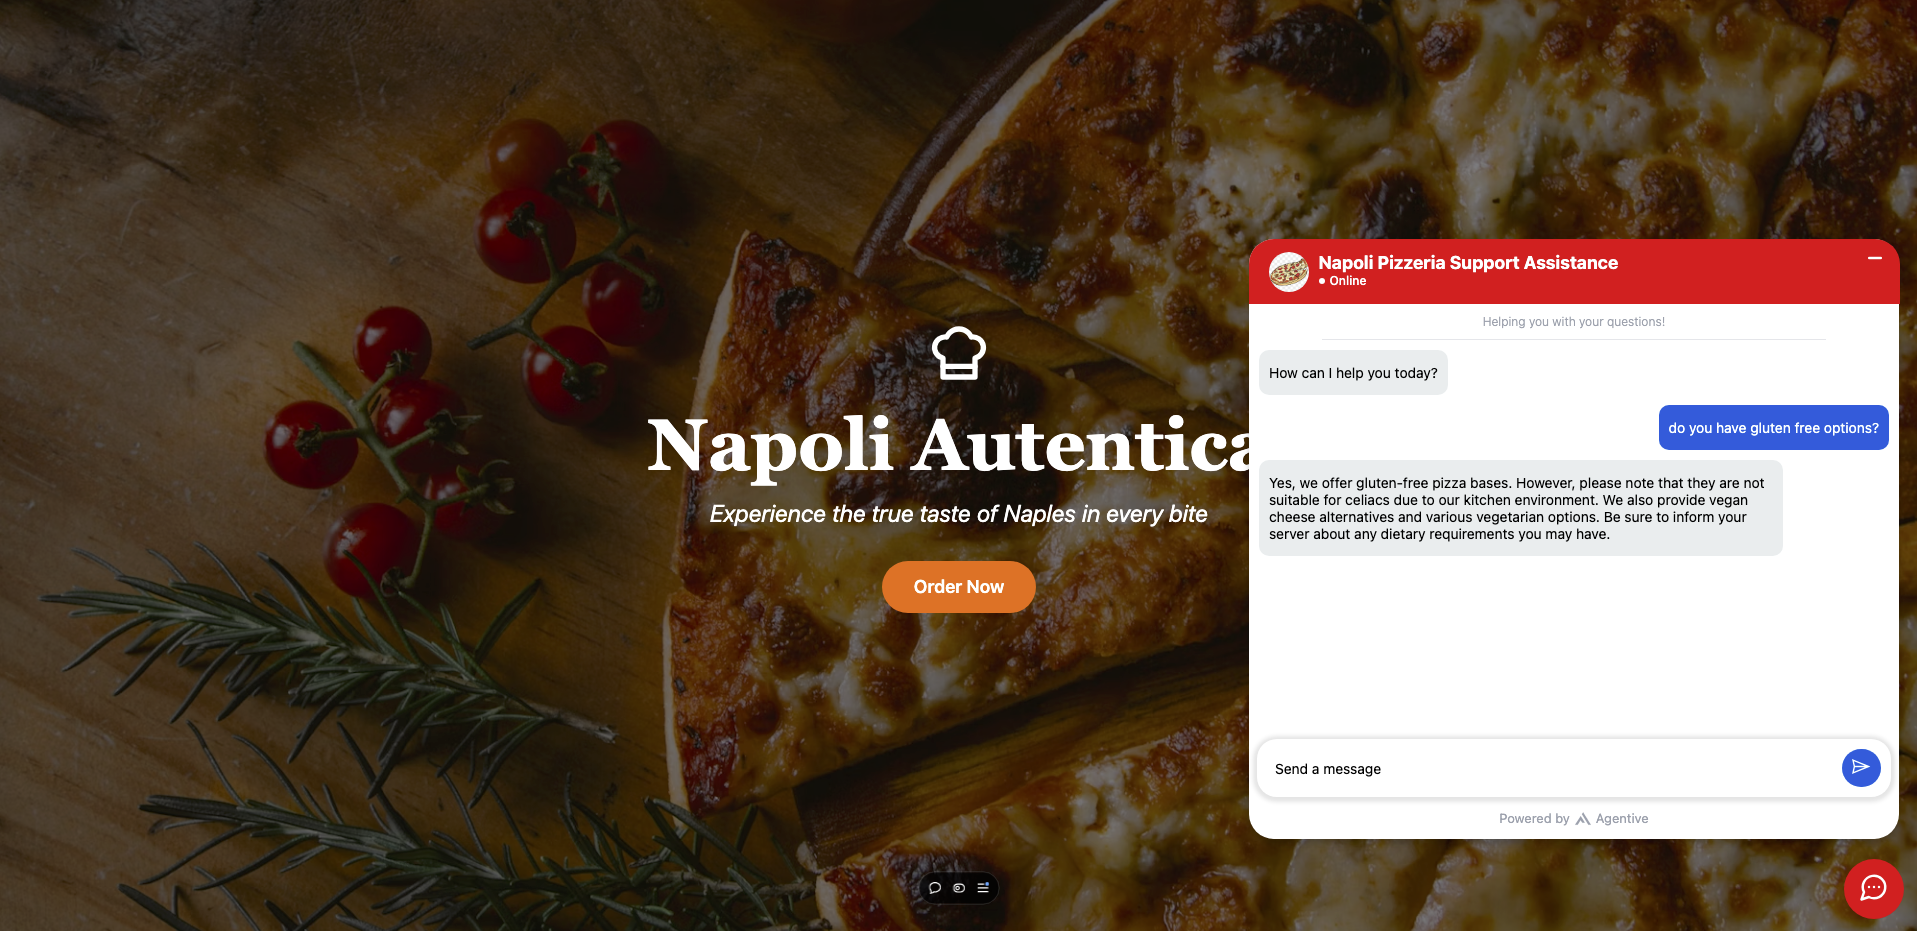 Napoli Autentica
Experience the true taste of Naples in every bite
Order Now
Napoli Pizzeria Support Assistance
Online
Helping you with your questions!
How can I help you today?
do you have gluten free options?
Yes, we offer gluten-free pizza bases. However, please note that they are not
suitable for celiacs due to our kitchen environment. We also provide vegan
cheese alternatives and various vegetarian options. Be sure to inform your
server about any dietary requirements you may have.
Send a message
Powered by Agentive